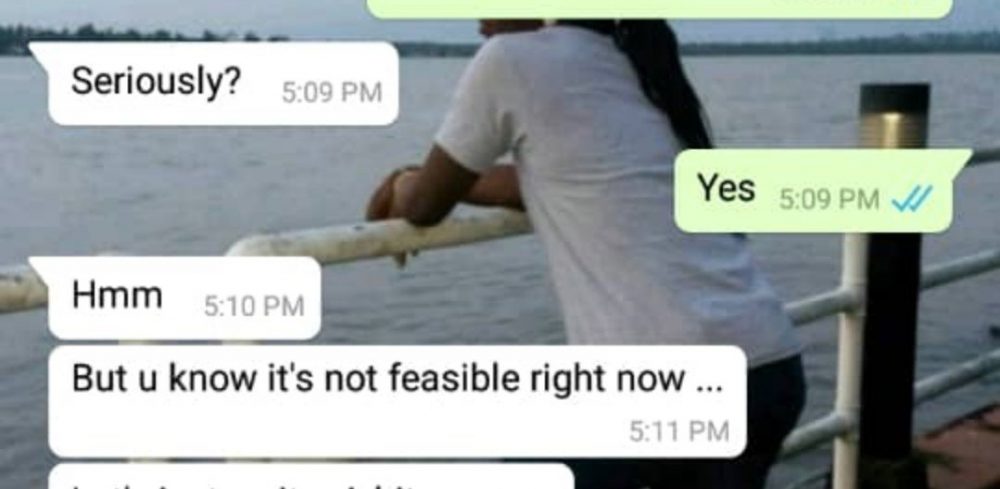 Seriously? 5:09 PM
Yes 5:09 PM
Hmm 5:10 PM
But u know it's not feasible right now ...
5:11 PM